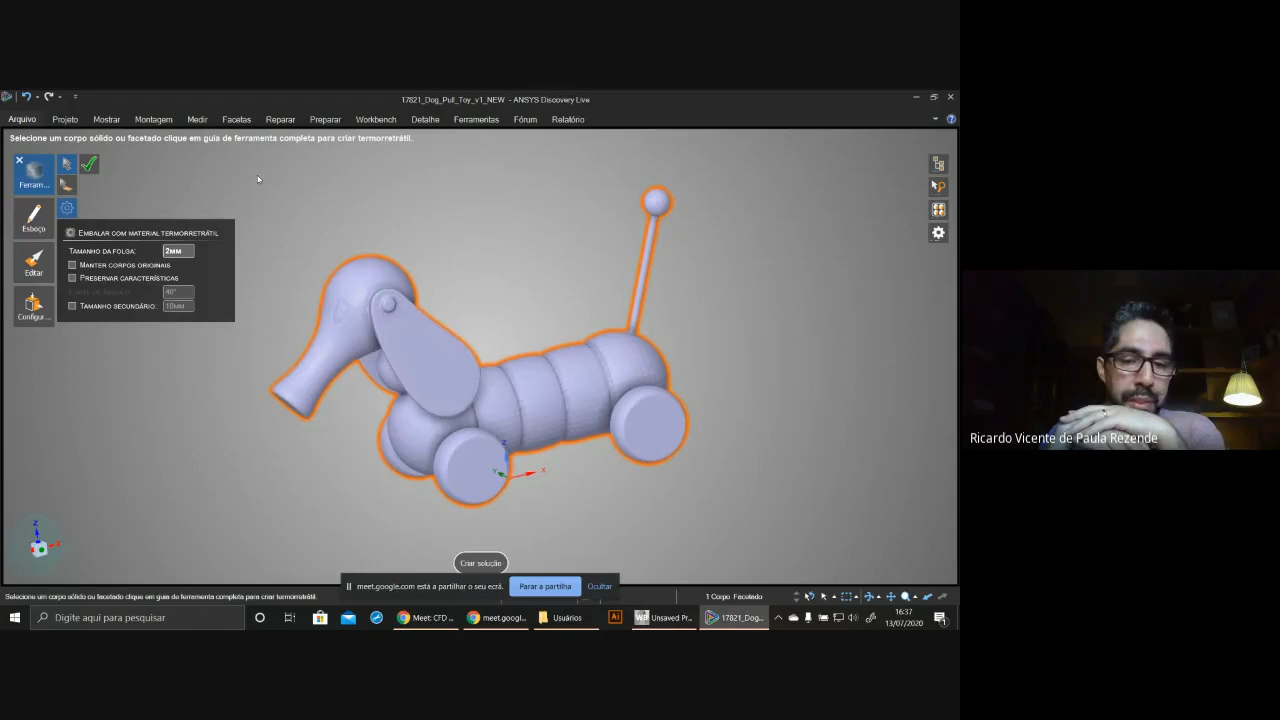 17821_Dog_Pull_Toy_v1_NEW - ANSYS Discovery Live
Arquivo Projeto Mostrar Montagem Medir Facetas Reparar Preparar Workbench Detalhe Ferramentas Fórum Relatório
Selecione um corpo sólido ou facetado clique em guia de ferramenta completa para criar termorretrátil.
Ferram...
Esboço
Editar
Configur...
Embalar com material termorretrátil
Tamanho da folga: 2mm
Manter corpos originais
Preservar características
40°
Tamanho secundário: 10mm
Z
X
Y
Z
X
Criar solução
meet.google.com está a partilhar o seu ecrã. Parar a partilha Ocultar
Selecione um corpo sólido ou facetado clique em guia de ferramenta completa para criar termorretrátil.
1 Corpo Facetado
Digite aqui para pesquisar
Meet: CFD ...
meet.googl...
Usuários
Ai
WB
Unsaved Pr...
17821_Dog...
16:37
13/07/2020
1
Ricardo Vicente de Paula Rezende